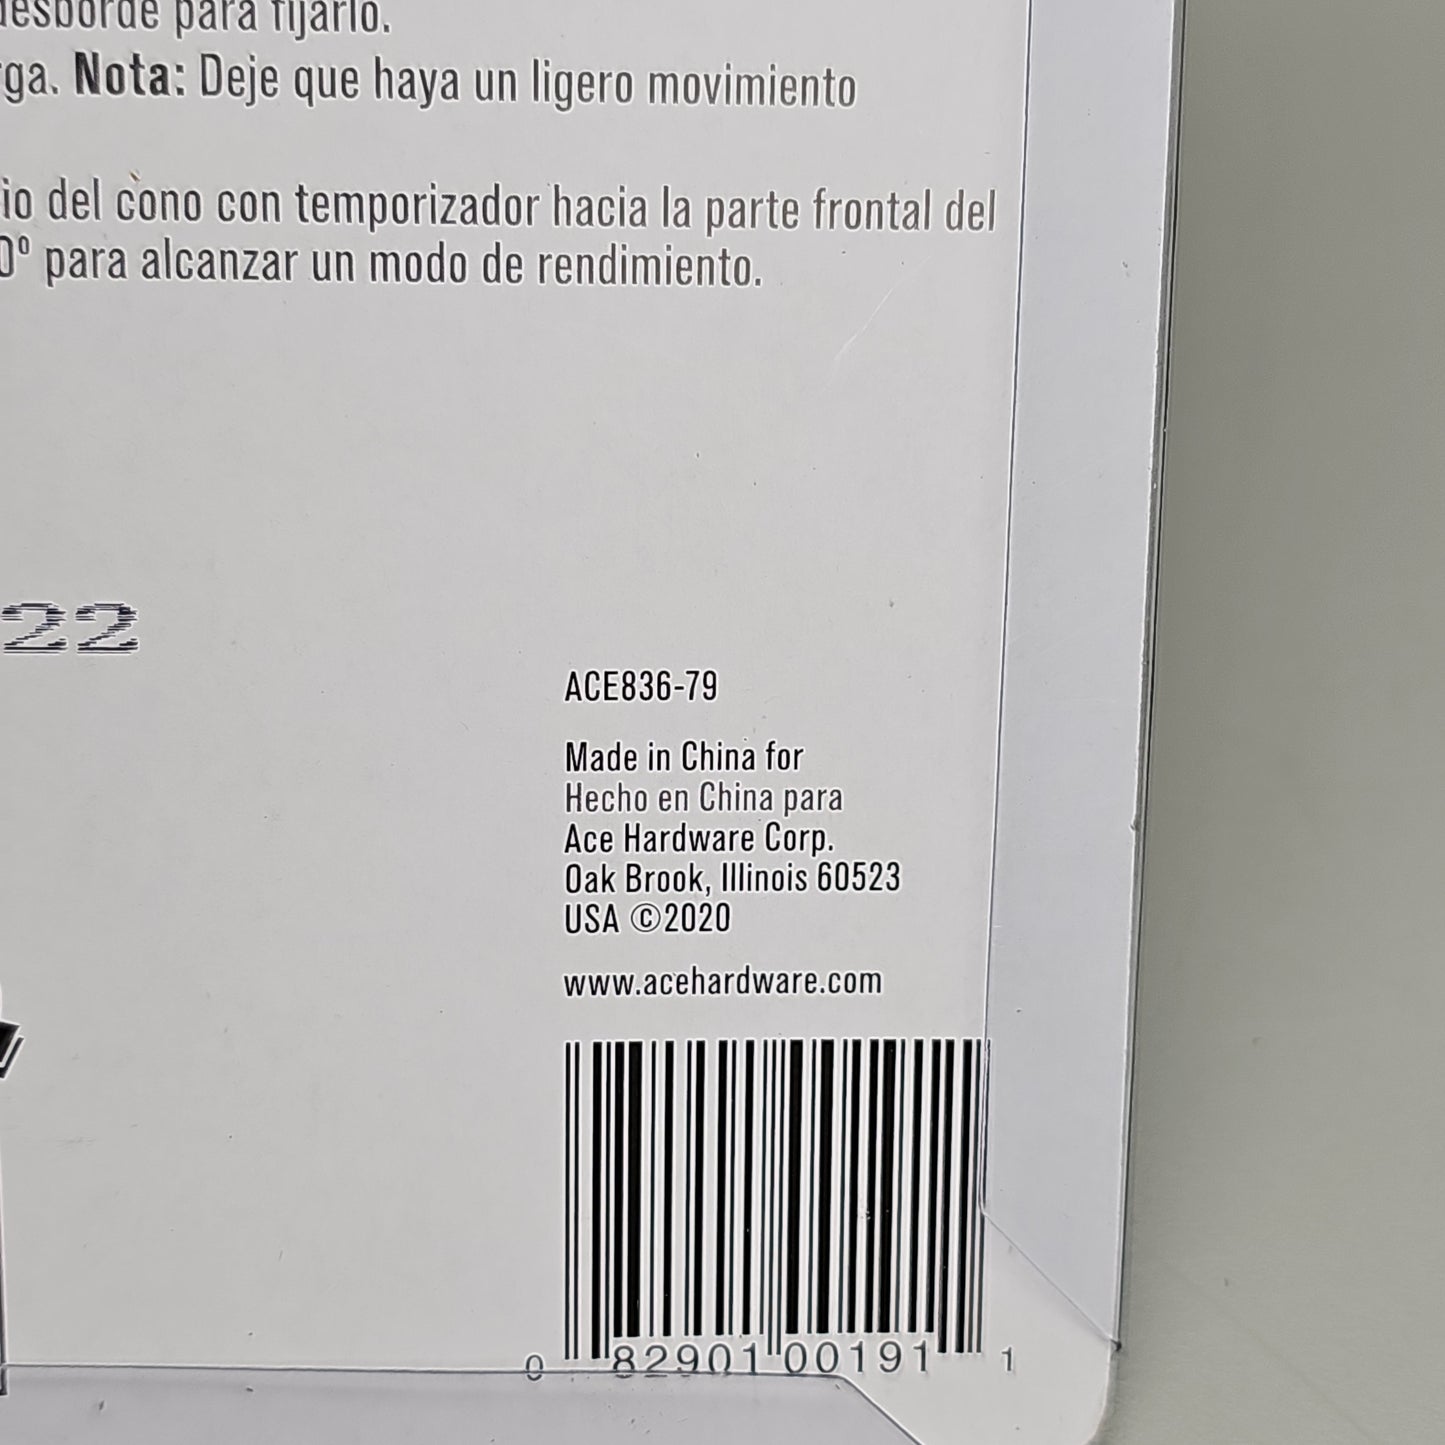 desborde para fijarlo.
rga. Nota: Deje que haya un ligero movimiento
io del cono con temporizador hacia la parte frontal del
0º para alcanzar un modo de rendimiento.
22
ACE836-79
Made in China for
Hecho en China para
Ace Hardware Corp.
Oak Brook, Illinois 60523
USA ©2020
www.acehardware.com
0 82901 00191 1